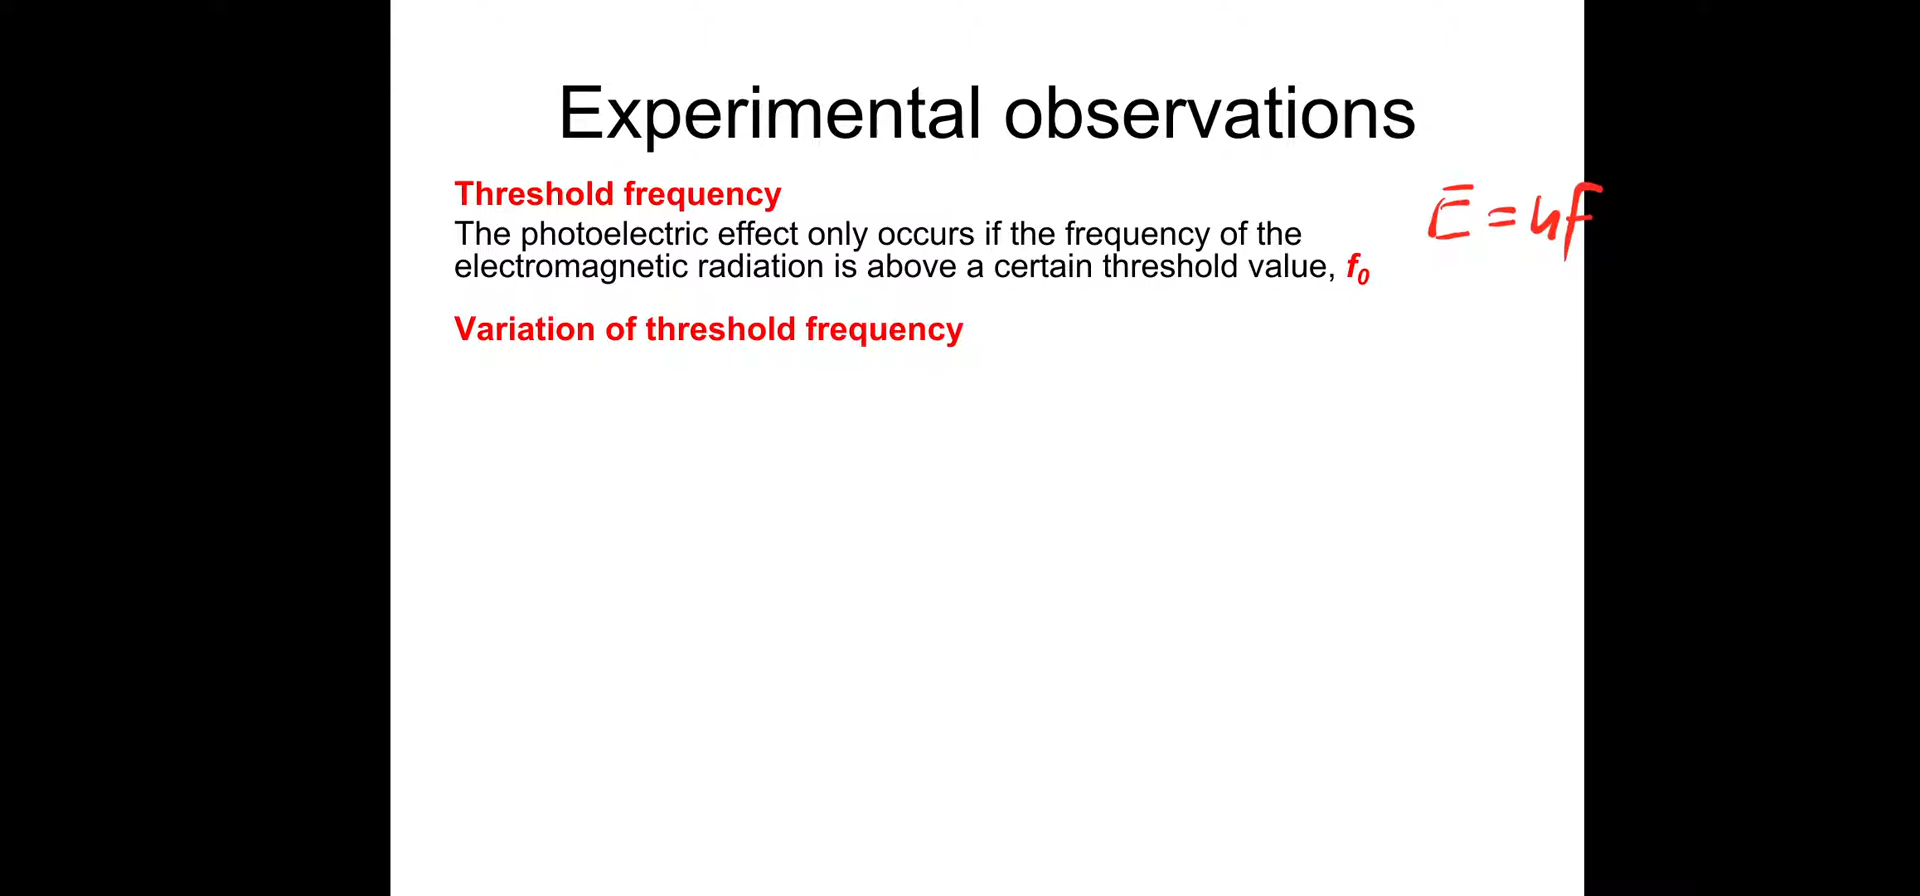 Experimental observations
Threshold frequency
E = hf
The photoelectric effect only occurs if the frequency of the
electromagnetic radiation is above a certain threshold value, f₀
Variation of threshold frequency